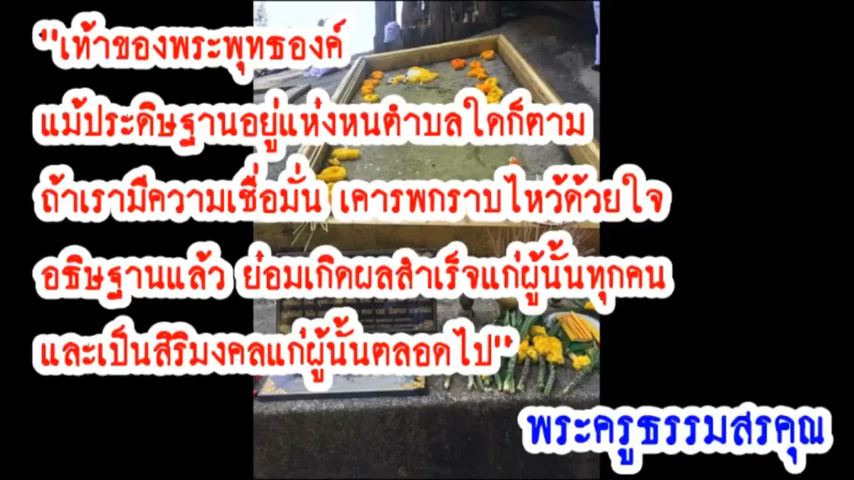 "เท้าของพระพุทธองค์
แม้ประดิษฐานอยู่แห่งหนตำบลใดก็ตาม
ถ้าเรามีความเชื่อมั่น เคารพกราบไหว้ด้วยใจ
อธิษฐานแล้ว ย่อมเกิดผลสำเร็จแก่ผู้นั้นทุกคน
และเป็นสิริมงคลแก่ผู้นั้นตลอดไป"
พระครูธรรมสรคุณ